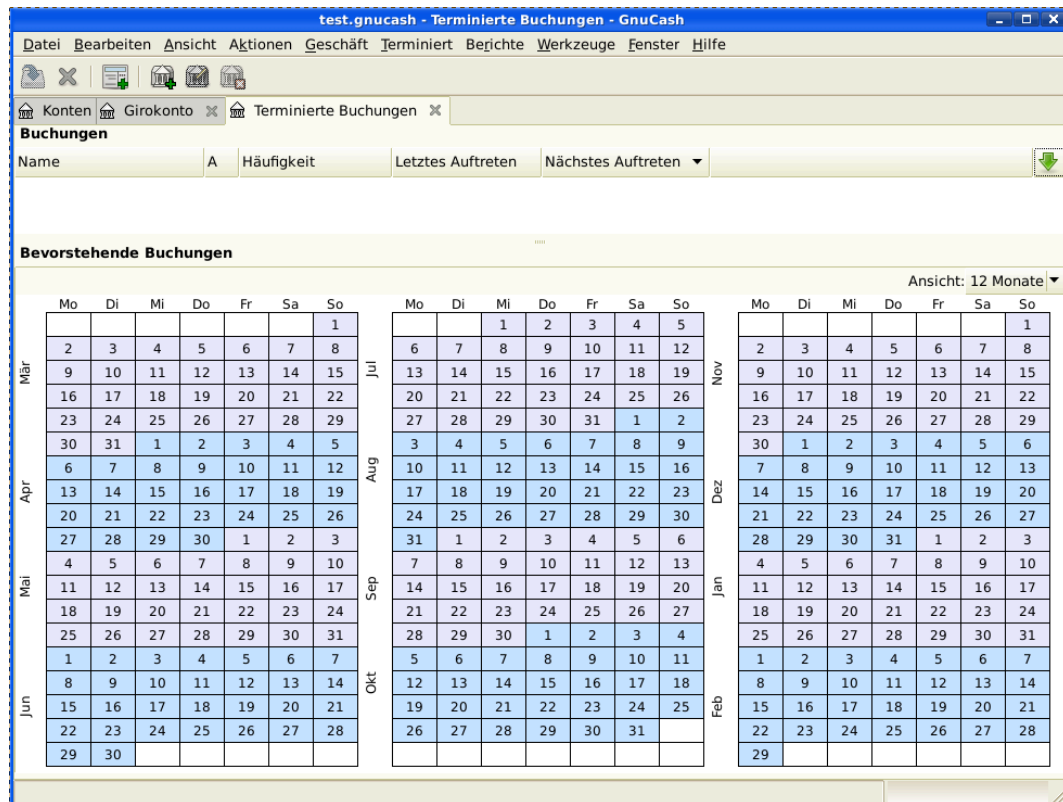 test.gnucash - Terminierte Buchungen - GnuCash
Datei Bearbeiten Ansicht Aktionen Geschäft Terminiert Berichte Werkzeuge Fenster Hilfe
Konten Girokonto Terminierte Buchungen
Buchungen
Name A Häufigkeit Letztes Auftreten Nächstes Auftreten
Bevorstehende Buchungen
Ansicht: 12 Monate
Mo Di Mi Do Fr Sa So
1
Mär
2 3 4 5 6 7 8
9 10 11 12 13 14 15
16 17 18 19 20 21 22
23 24 25 26 27 28 29
30 31 1 2 3 4 5
Apr
6 7 8 9 10 11 12
13 14 15 16 17 18 19
20 21 22 23 24 25 26
27 28 29 30 1 2 3
Mai
4 5 6 7 8 9 10
11 12 13 14 15 16 17
18 19 20 21 22 23 24
25 26 27 28 29 30 31
Jun
1 2 3 4 5 6 7
8 9 10 11 12 13 14
15 16 17 18 19 20 21
22 23 24 25 26 27 28
29 30
Mo Di Mi Do Fr Sa So
1 2 3 4 5
Jul
6 7 8 9 10 11 12
13 14 15 16 17 18 19
20 21 22 23 24 25 26
27 28 29 30 31 1 2
Aug
3 4 5 6 7 8 9
10 11 12 13 14 15 16
17 18 19 20 21 22 23
24 25 26 27 28 29 30
31 1 2 3 4 5 6
Sep
7 8 9 10 11 12 13
14 15 16 17 18 19 20
21 22 23 24 25 26 27
28 29 30 1 2 3 4
Okt
5 6 7 8 9 10 11
12 13 14 15 16 17 18
19 20 21 22 23 24 25
26 27 28 29 30 31
Mo Di Mi Do Fr Sa So
1
Nov
2 3 4 5 6 7 8
9 10 11 12 13 14 15
16 17 18 19 20 21 22
23 24 25 26 27 28 29
30 1 2 3 4 5 6
Dez
7 8 9 10 11 12 13
14 15 16 17 18 19 20
21 22 23 24 25 26 27
28 29 30 31 1 2 3
Jan
4 5 6 7 8 9 10
11 12 13 14 15 16 17
18 19 20 21 22 23 24
25 26 27 28 29 30 31
Feb
1 2 3 4 5 6 7
8 9 10 11 12 13 14
15 16 17 18 19 20 21
22 23 24 25 26 27 28
29